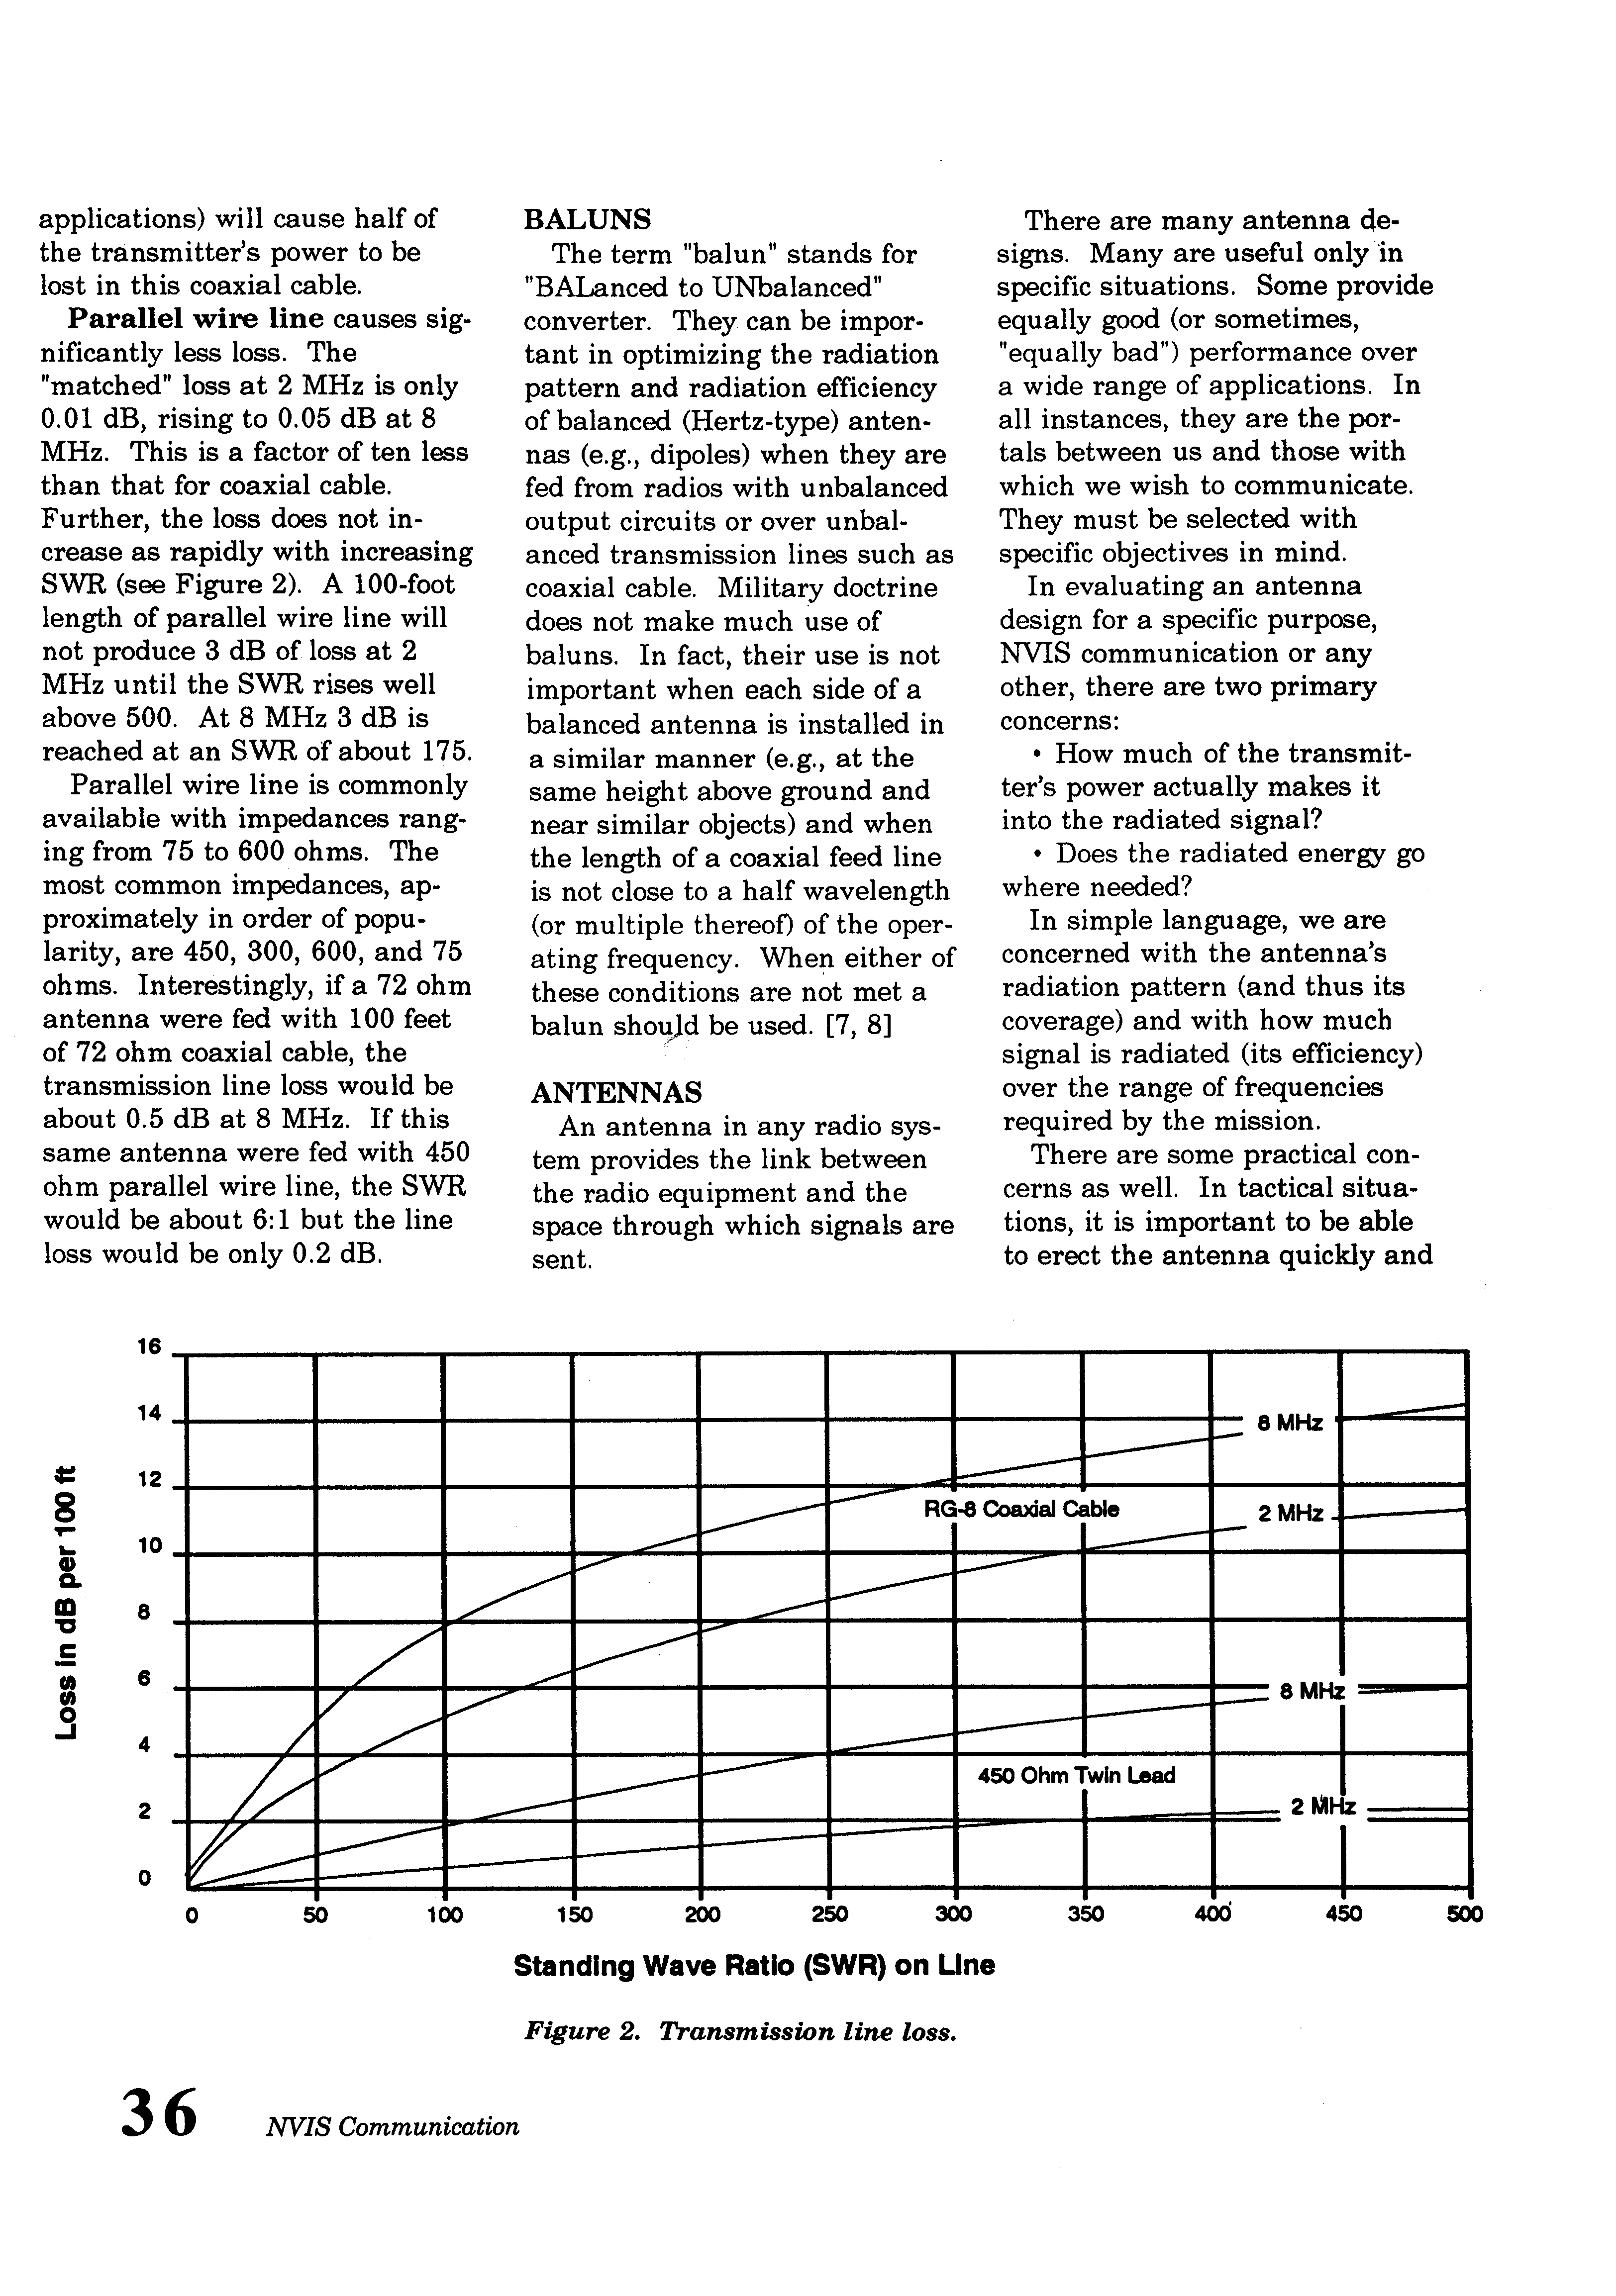 applications) will cause half of
the transmitter's power to be
lost in this coaxial cable.
Parallel wire line causes sig-
nificantly less loss. The
"matched" loss at 2 MHz is only
0.01 dB, rising to 0.05 dB at 8
MHz. This is a factor of ten less
than that for coaxial cable.
Further, the loss does not in-
crease as rapidly with increasing
SWR (see Figure 2). A 100-foot
length of parallel wire line will
not produce 3 dB of loss at 2
MHz until the SWR rises well
above 500. At 8 MHz 3 dB is
reached at an SWR of about 175.
Parallel wire line is commonly
available with impedances rang-
ing from 75 to 600 ohms. The
most common impedances, ap-
proximately in order of popu-
larity, are 450, 300, 600, and 75
ohms. Interestingly, if a 72 ohm
antenna were fed with 100 feet
of 72 ohm coaxial cable, the
transmission line loss would be
about 0.5 dB at 8 MHz. If this
same antenna were fed with 450
ohm parallel wire line, the SWR
would be about 6:1 but the line
loss would be only 0.2 dB.
BALUNS
The term "balun" stands for
"BALanced to UNbalanced"
converter. They can be impor-
tant in optimizing the radiation
pattern and radiation efficiency
of balanced (Hertz-type) anten-
nas (e.g., dipoles) when they are
fed from radios with unbalanced
output circuits or over unbal-
anced transmission lines such as
coaxial cable. Military doctrine
does not make much use of
baluns. In fact, their use is not
important when each side of a
balanced antenna is installed in
a similar manner (e.g., at the
same height above ground and
near similar objects) and when
the length of a coaxial feed line
is not close to a half wavelength
(or multiple thereof) of the oper-
ating frequency. When either of
these conditions are not met a
balun should be used. [7, 8]
ANTENNAS
An antenna in any radio sys-
tem provides the link between
the radio equipment and the
space through which signals are
sent.
There are many antenna de-
signs. Many are useful only in
specific situations. Some provide
equally good (or sometimes,
"equally bad") performance over
a wide range of applications. In
all instances, they are the por-
tals between us and those with
which we wish to communicate.
They must be selected with
specific objectives in mind.
In evaluating an antenna
design for a specific purpose,
NVIS communication or any
other, there are two primary
concerns:
• How much of the transmit-
ter's power actually makes it
into the radiated signal?
• Does the radiated energy go
where needed?
In simple language, we are
concerned with the antenna's
radiation pattern (and thus its
coverage) and with how much
signal is radiated (its efficiency)
over the range of frequencies
required by the mission.
There are some practical con-
cerns as well. In tactical situa-
tions, it is important to be able
to erect the antenna quickly and
Loss in dB per 100 ft
16
14
12
10
8
6
4
2
0
8 MHz
RG-8 Coaxial Cable
2 MHz
8 MHz
450 Ohm Twin Lead
2 MHz
0 50 100 150 200 250 300 350 400 450 500
Standing Wave Ratio (SWR) on Line
Figure 2. Transmission line loss.
36 NVIS Communication